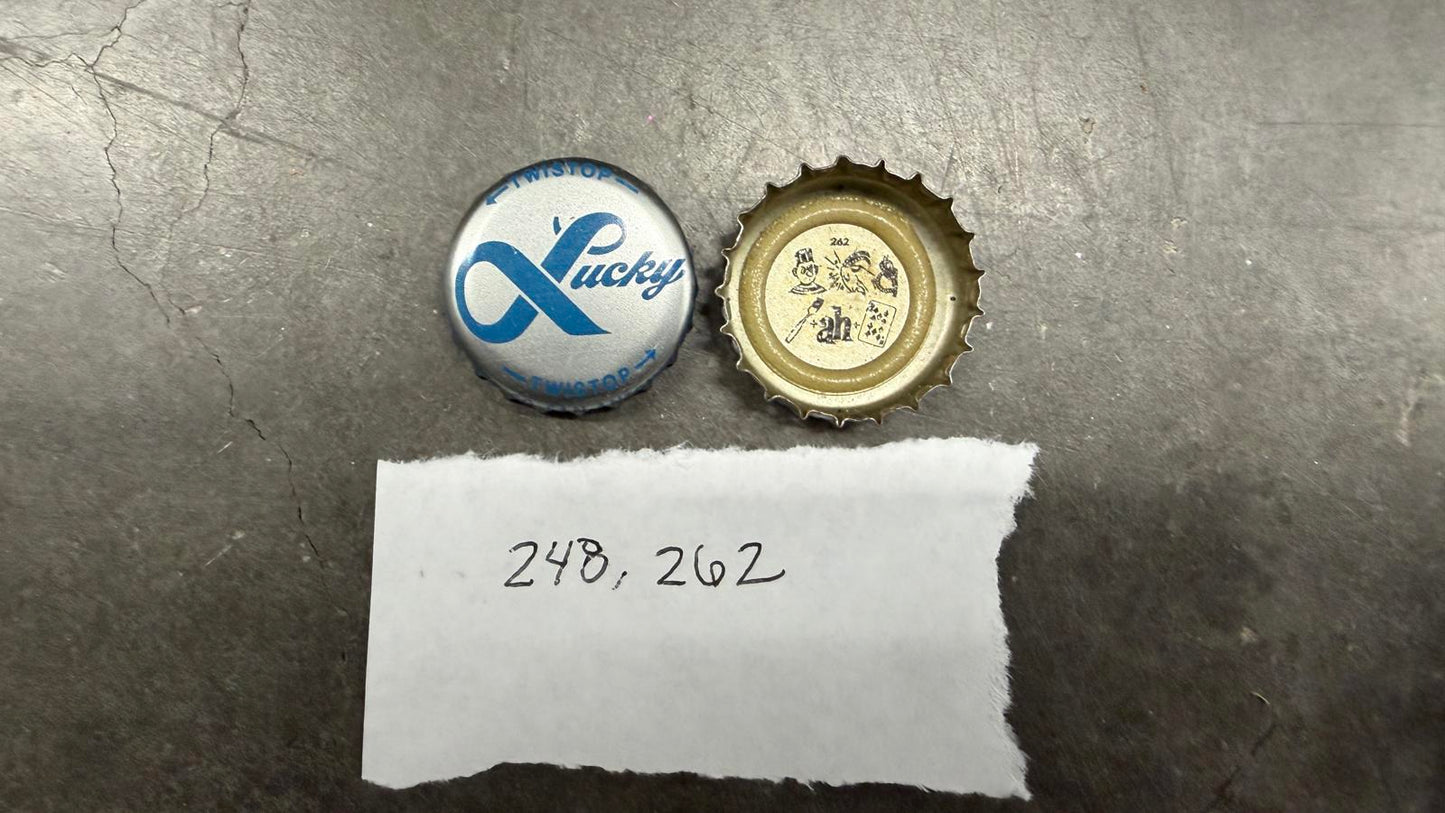 ←TWISTOP—
Lucky
—TWISTOP→
262
+ah+
248, 262